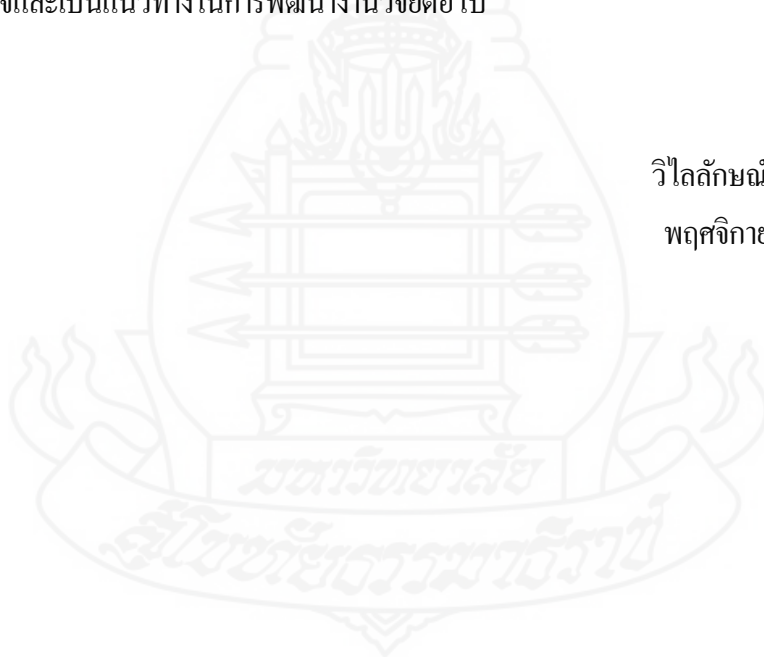 และเป็นแนวทางในการพัฒนางานวิจัยต่อไป
วิไลลักษณ์
พฤศจิกาย
มหาวิทยาลัย
สุโขทัยธรรมาธิราช